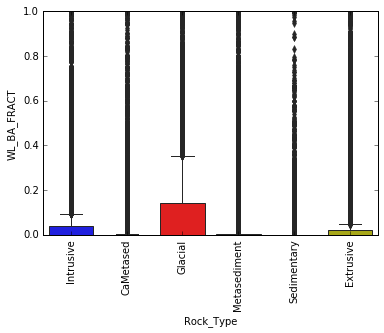 WL_BA_FRACT
1.0
0.8
0.6
0.4
0.2
0.0
Intrusive
CaMetased
Glacial
Metasediment
Sedimentary
Extrusive
Rock_Type